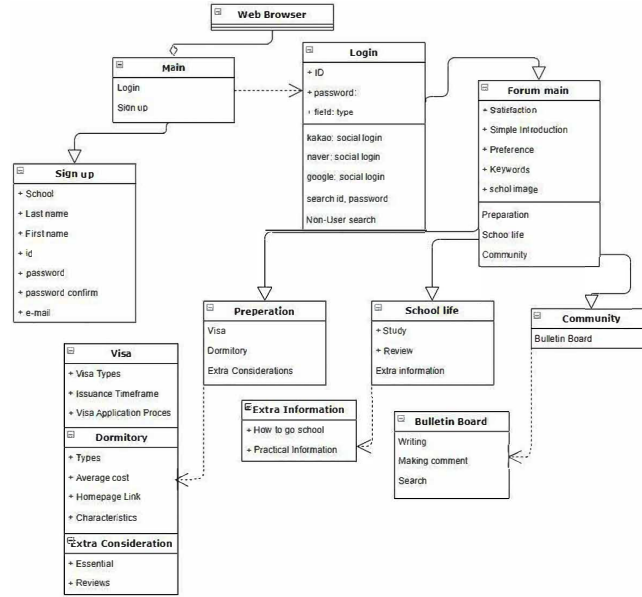 Web Browser
Main
Login
Sign up
Login
+ ID
+ password:
+ field: type
kakao: social login
naver: social login
google: social login
search id, password
Non-User search
Forum main
+ Satisfaction
+ Simple Introduction
+ Preference
+ Keywords
+ schol image
Preparation
School life
Community
Sign up
+ School
+ Last name
+ First name
+ id
+ password
+ password confirm
+ e-mail
Preperation
Visa
Dormitory
Extra Considerations
School life
+ Study
+ Review
Extra information
Community
Bulletin Board
Visa
+ Visa Types
+ Issuance Timeframe
+ Visa Application Proces
Dormitory
+ Types
+ Average cost
+ Homepage Link
+ Characteristics
Extra Consideration
+ Essential
+ Reviews
Extra Information
+ How to go school
+ Practical Information
Bulletin Board
Writing
Making comment
Search